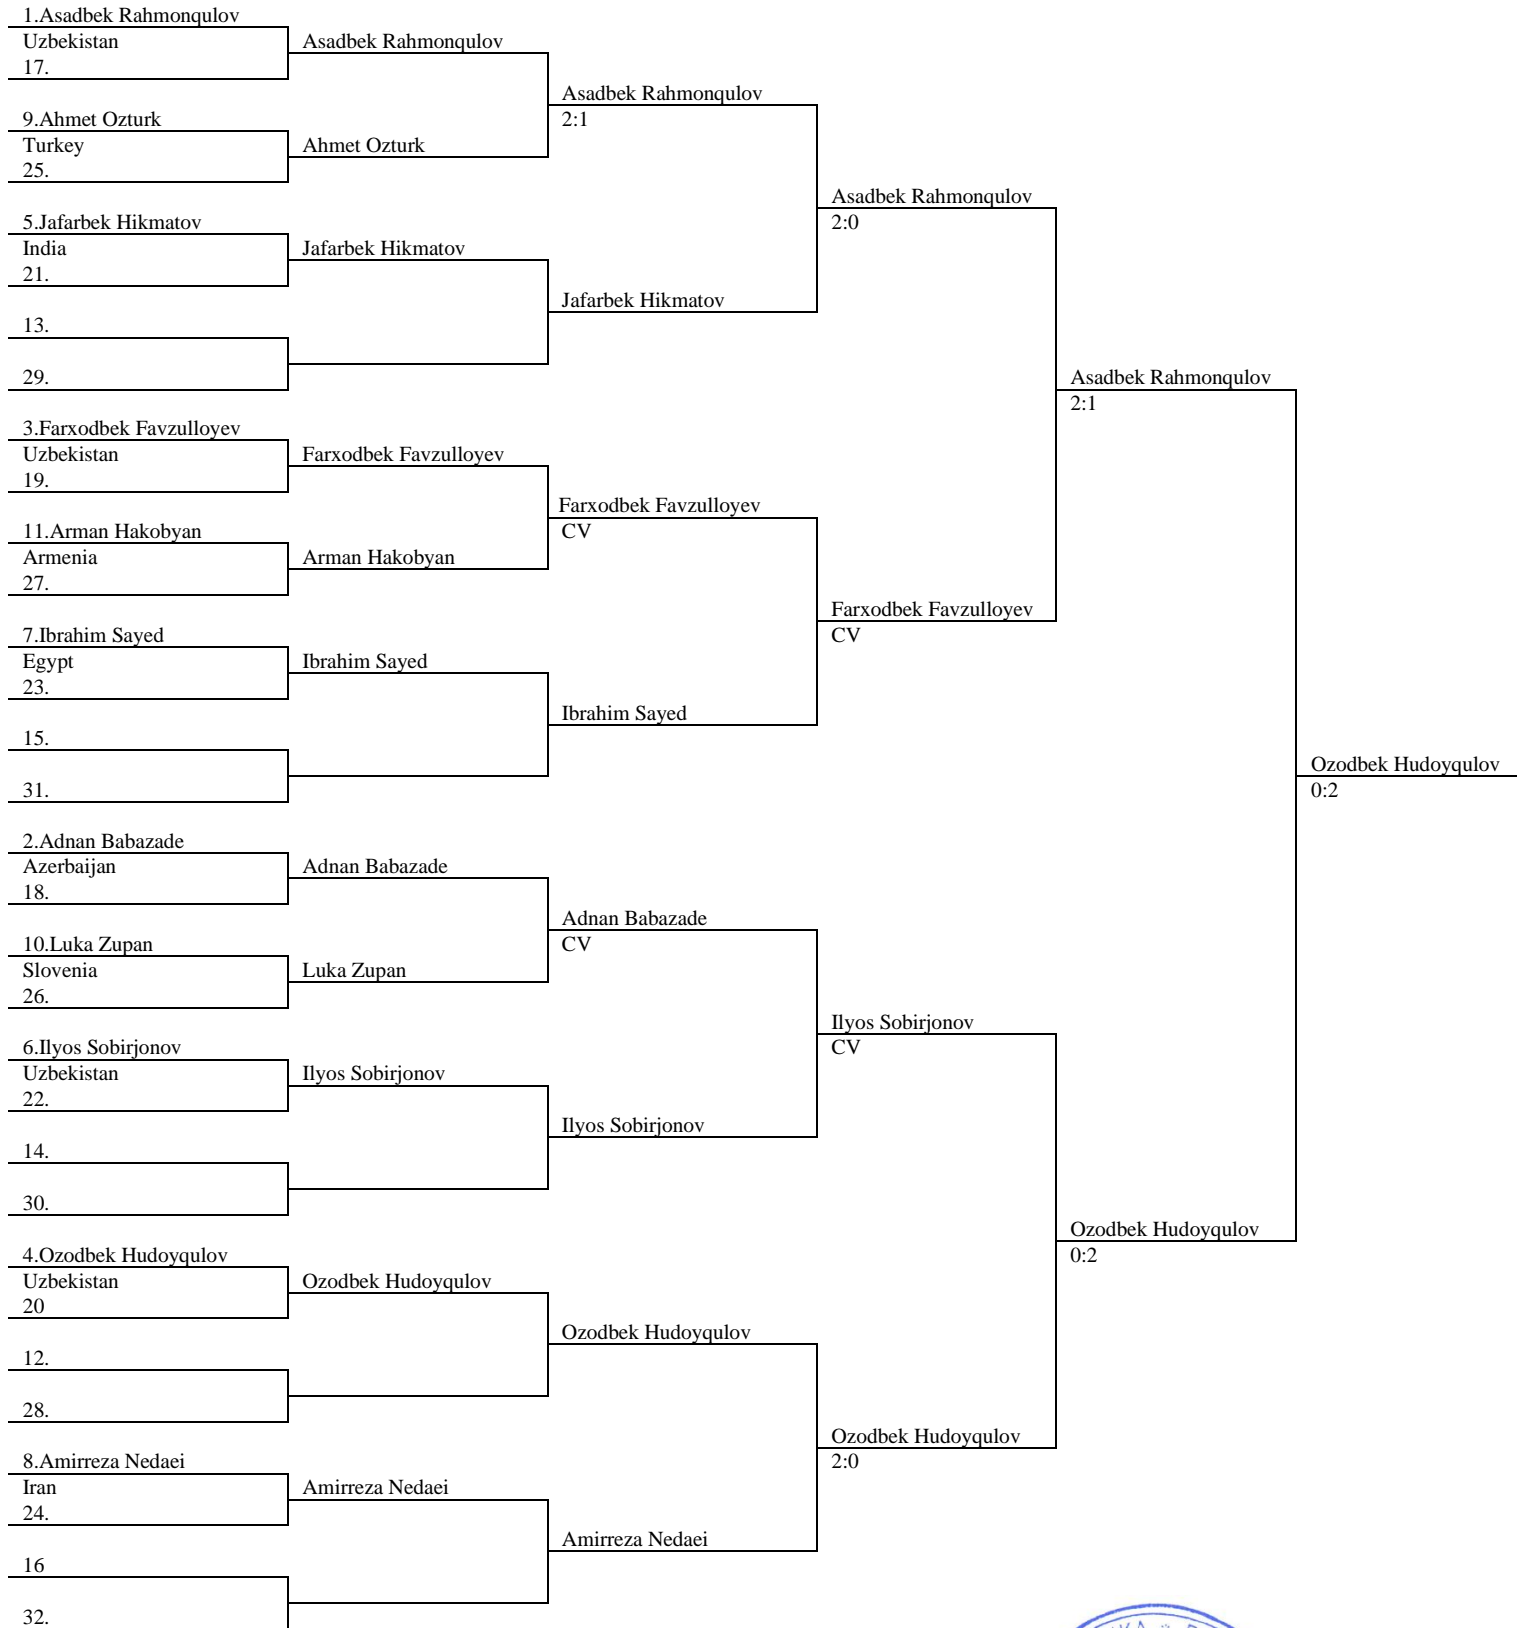 1.Asadbek Rahmonqulov
Uzbekistan
17.
9.Ahmet Ozturk
Turkey
25.
5.Jafarbek Hikmatov
India
21.
13.
29.
3.Farxodbek Favzulloyev
Uzbekistan
19.
11.Arman Hakobyan
Armenia
27.
7.Ibrahim Sayed
Egypt
23.
15.
31.
2.Adnan Babazade
Azerbaijan
18.
10.Luka Zupan
Slovenia
26.
6.Ilyos Sobirjonov
Uzbekistan
22.
14.
30.
4.Ozodbek Hudoyqulov
Uzbekistan
20
12.
28.
8.Amirreza Nedaei
Iran
24.
16
32.
Asadbek Rahmonqulov
Ahmet Ozturk
Jafarbek Hikmatov
Farxodbek Favzulloyev
Arman Hakobyan
Ibrahim Sayed
Adnan Babazade
Luka Zupan
Ilyos Sobirjonov
Ozodbek Hudoyqulov
Amirreza Nedaei
Asadbek Rahmonqulov
2:1
Jafarbek Hikmatov
Farxodbek Favzulloyev
CV
Ibrahim Sayed
Adnan Babazade
CV
Ilyos Sobirjonov
Ozodbek Hudoyqulov
Amirreza Nedaei
Asadbek Rahmonqulov
2:0
Farxodbek Favzulloyev
CV
Ilyos Sobirjonov
CV
Ozodbek Hudoyqulov
2:0
Asadbek Rahmonqulov
2:1
Ozodbek Hudoyqulov
0:2
Ozodbek Hudoyqulov
0:2